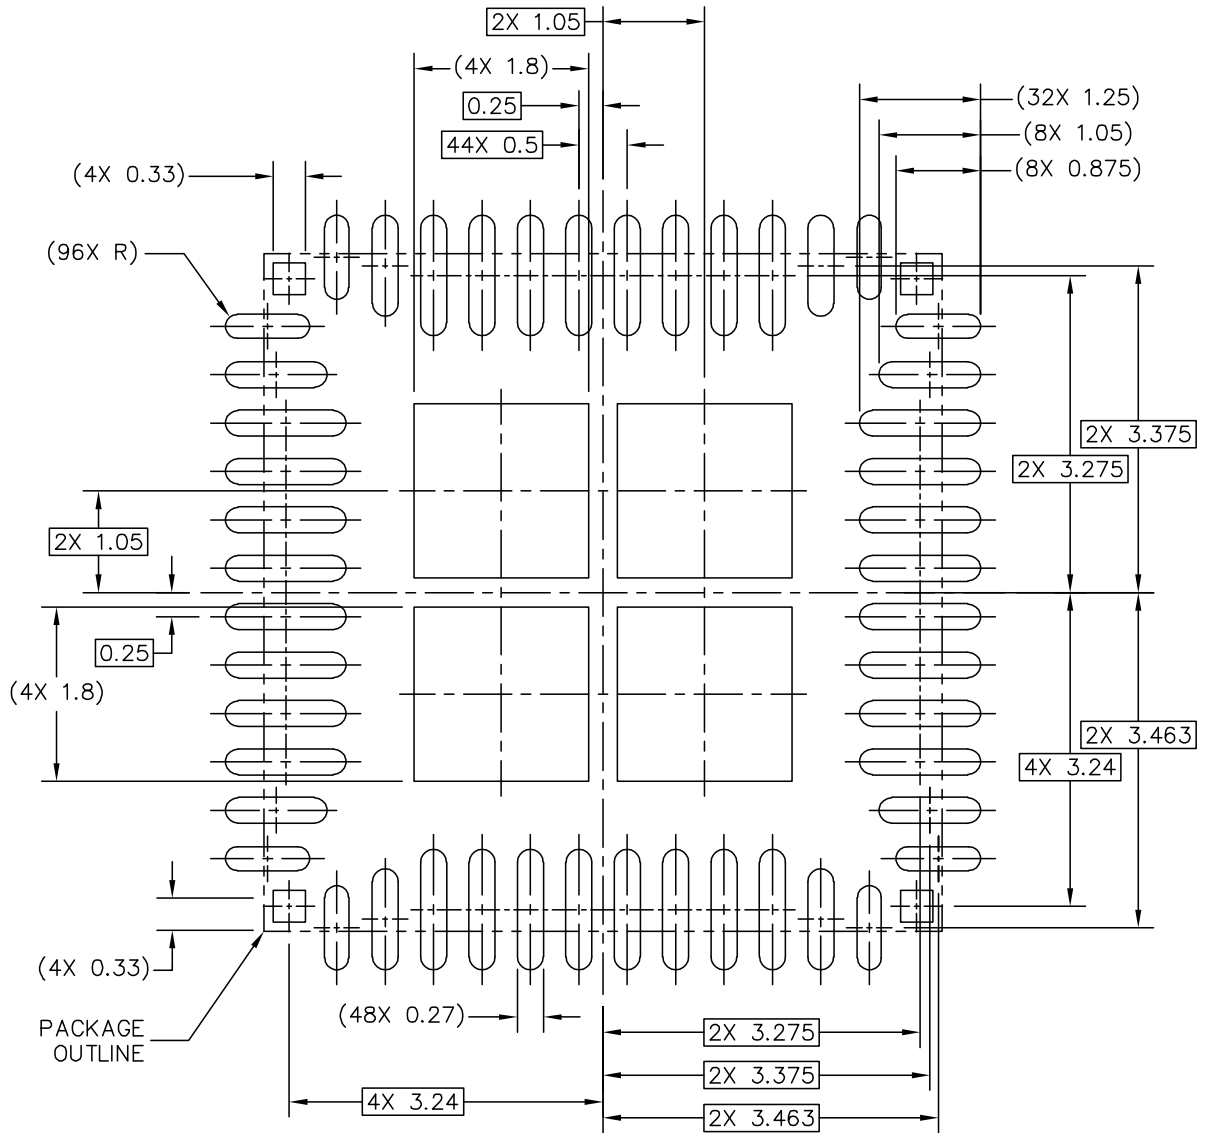 2X 1.05
(4X 1.8)
0.25
(32X 1.25)
(8X 1.05)
44X 0.5
(4X 0.33)
(8X 0.875)
(96X R)
2X 3.375
2X 3.275
2X 1.05
0.25
(4X 1.8)
2X 3.463
4X 3.24
(4X 0.33)
(48X 0.27)
PACKAGE
OUTLINE
2X 3.275
2X 3.375
4X 3.24
2X 3.463